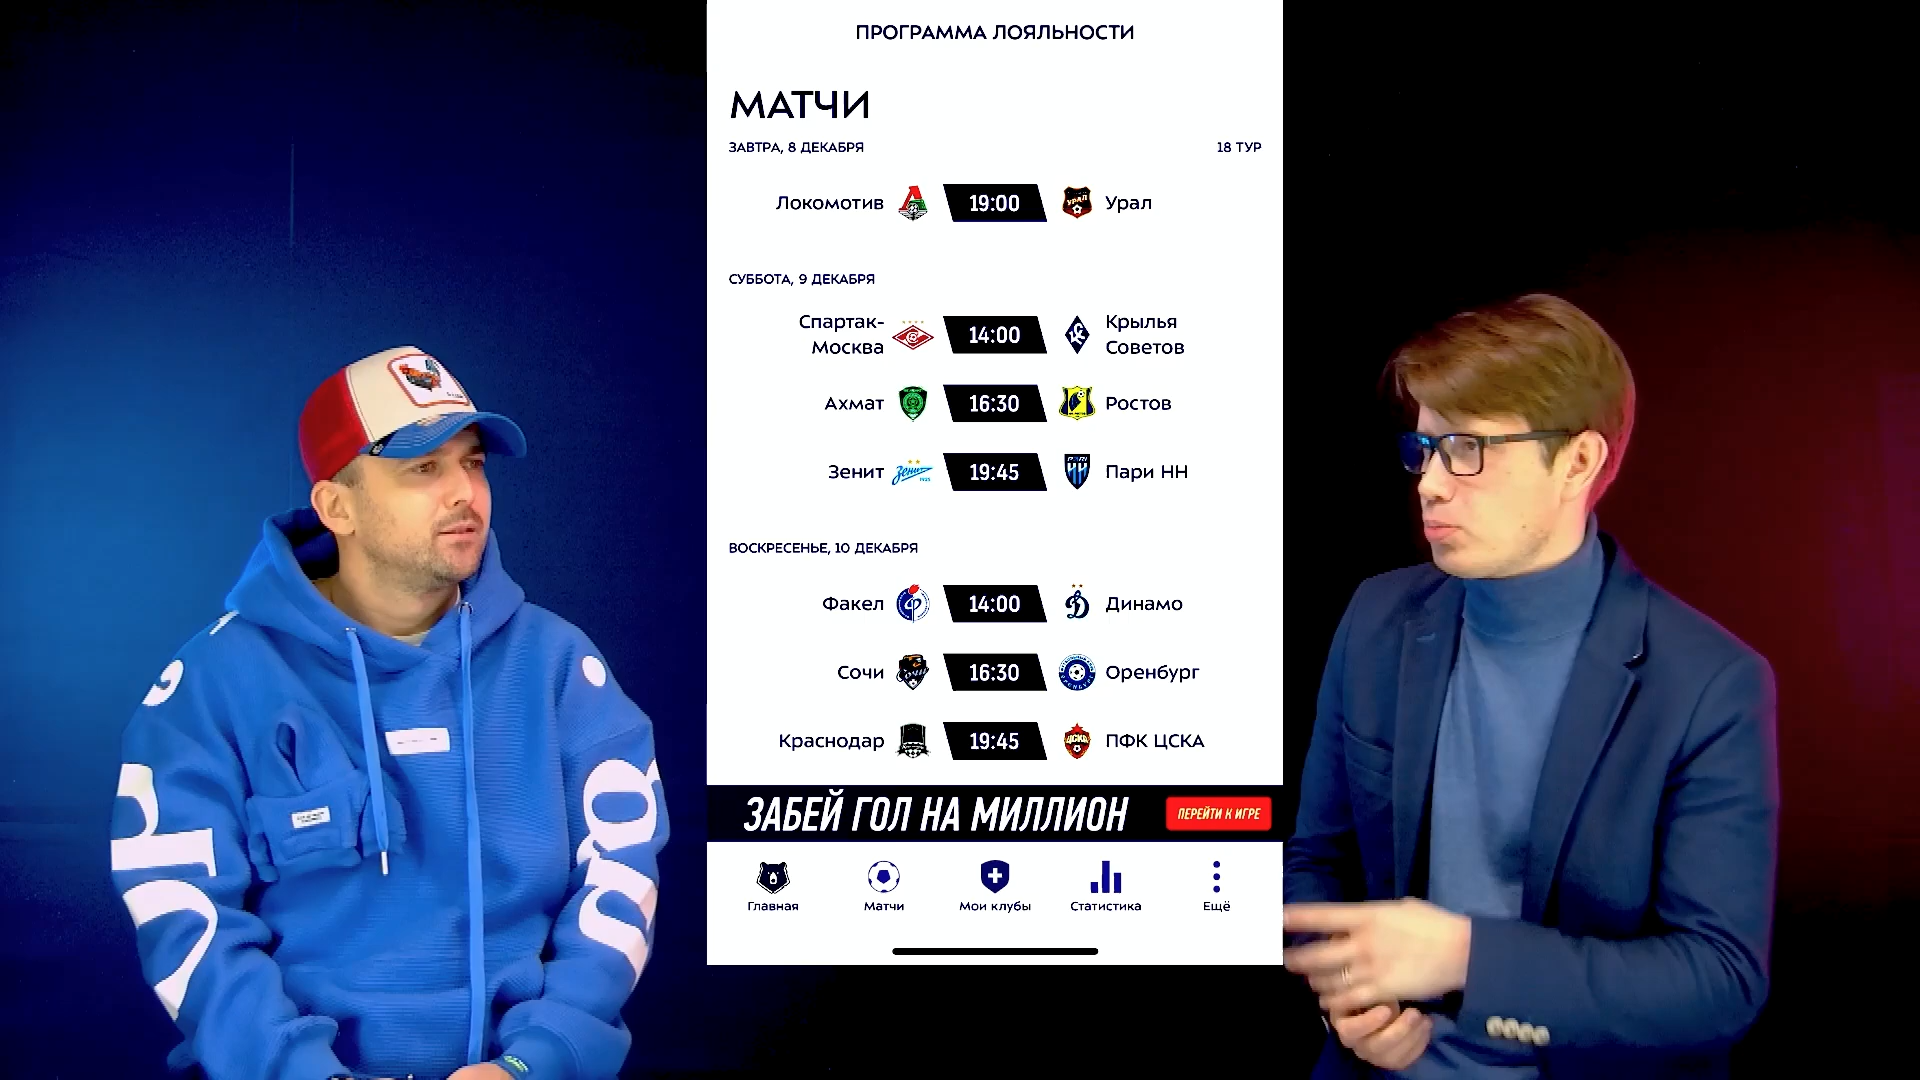 ПРОГРАММА ЛОЯЛЬНОСТИ
МАТЧИ
ЗАВТРА, 8 ДЕКАБРЯ
18 ТУР
Локомотив 19:00 Урал
СУББОТА, 9 ДЕКАБРЯ
Спартак-
Москва
14:00
Крылья
Советов
Ахмат 16:30 Ростов
Зенит 19:45 Пари НН
ВОСКРЕСЕНЬЕ, 10 ДЕКАБРЯ
Факел 14:00 Динамо
Сочи 16:30 Оренбург
Краснодар 19:45 ПФК ЦСКА
ЗАБЕЙ ГОЛ НА МИЛЛИОН
ПЕРЕЙТИ К ИГРЕ
Главная Матчи Мои клубы Статистика Ещё